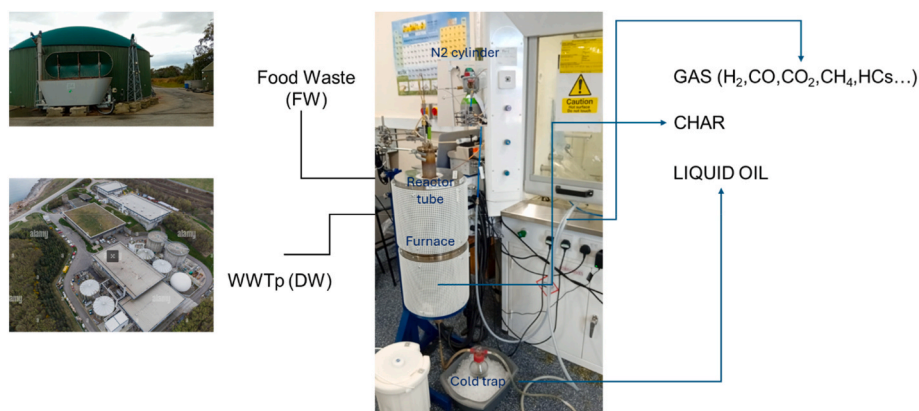 Food Waste
(FW)
WWTp (DW)
N2 cylinder
Caution
Reactor
tube
Furnace
Cold trap
GAS (H₂,CO,CO₂,CH₄,HCs…)
CHAR
LIQUID OIL
alamy
alamy
alamy